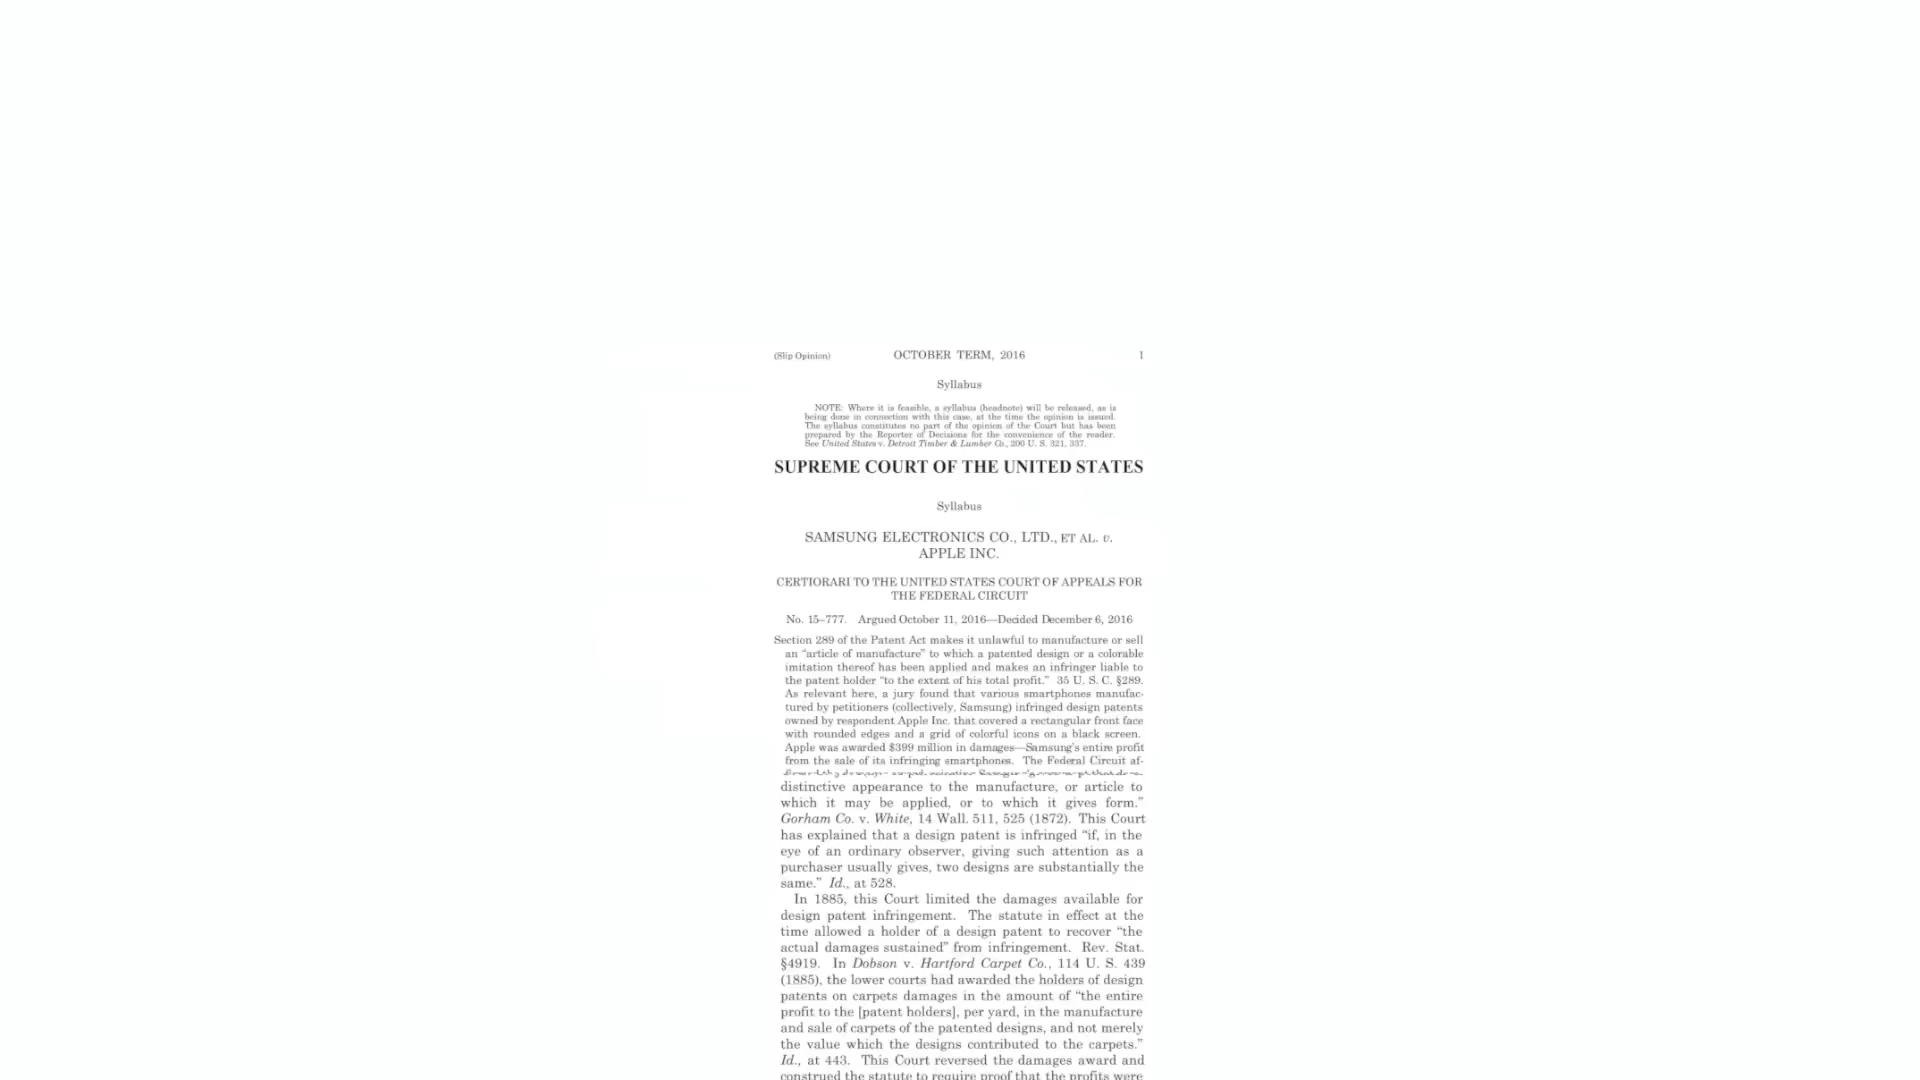 (Slip Opinion) OCTOBER TERM, 2016 1
Syllabus
NOTE: Where it is feasible, a syllabus (headnote) will be released, as is
being done in connection with this case, at the time the opinion is issued.
The syllabus constitutes no part of the opinion of the Court but has been
prepared by the Reporter of Decisions for the convenience of the reader.
See United States v. Detroit Timber & Lumber Co., 200 U. S. 321, 337.
SUPREME COURT OF THE UNITED STATES
Syllabus
SAMSUNG ELECTRONICS CO., LTD., ET AL. v.
APPLE INC.
CERTIORARI TO THE UNITED STATES COURT OF APPEALS FOR
THE FEDERAL CIRCUIT
No. 15–777. Argued October 11, 2016—Decided December 6, 2016
Section 289 of the Patent Act makes it unlawful to manufacture or sell
an “article of manufacture” to which a patented design or a colorable
imitation thereof has been applied and makes an infringer liable to
the patent holder “to the extent of his total profit.” 35 U. S. C. §289.
As relevant here, a jury found that various smartphones manufac-
tured by petitioners (collectively, Samsung) infringed design patents
owned by respondent Apple Inc. that covered a rectangular front face
with rounded edges and a grid of colorful icons on a black screen.
Apple was awarded $399 million in damages—Samsung’s entire profit
from the sale of its infringing smartphones. The Federal Circuit af-
distinctive appearance to the manufacture, or article to
which it may be applied, or to which it gives form.”
Gorham Co. v. White, 14 Wall. 511, 525 (1872). This Court
has explained that a design patent is infringed “if, in the
eye of an ordinary observer, giving such attention as a
purchaser usually gives, two designs are substantially the
same.” Id., at 528.
In 1885, this Court limited the damages available for
design patent infringement. The statute in effect at the
time allowed a holder of a design patent to recover “the
actual damages sustained” from infringement. Rev. Stat.
§4919. In Dobson v. Hartford Carpet Co., 114 U. S. 439
(1885), the lower courts had awarded the holders of design
patents on carpets damages in the amount of “the entire
profit to the [patent holders], per yard, in the manufacture
and sale of carpets of the patented designs, and not merely
the value which the designs contributed to the carpets.”
Id., at 443. This Court reversed the damages award and
construed the statute to require proof that the profits were